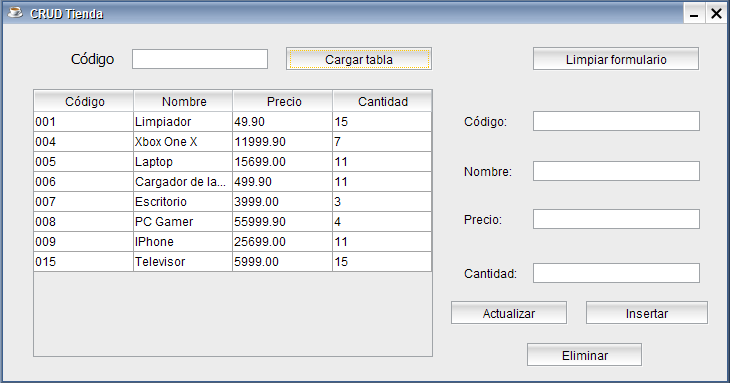 CRUD Tienda
Código Cargar tabla Limpiar formulario
Código Nombre Precio Cantidad
001 Limpiador 49.90 15
004 Xbox One X 11999.90 7
005 Laptop 15699.00 11
006 Cargador de la... 499.90 11
007 Escritorio 3999.00 3
008 PC Gamer 55999.90 4
009 IPhone 25699.00 11
015 Televisor 5999.00 15
Código:
Nombre:
Precio:
Cantidad:
Actualizar Insertar
Eliminar